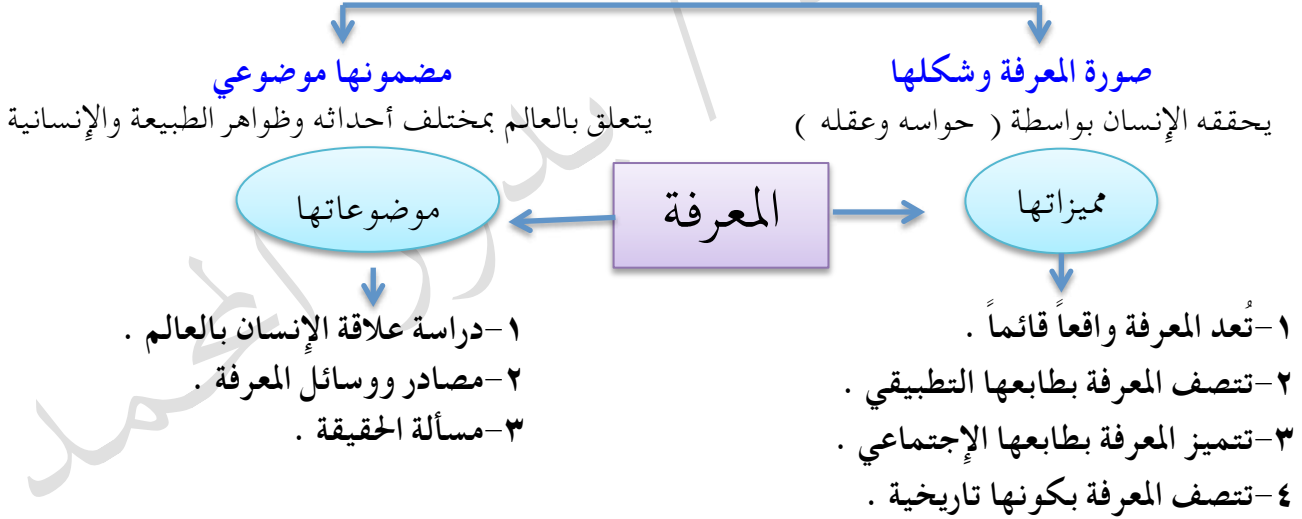 صورة المعرفة وشكلها
يحققه الإنسان بواسطة ( حواسه وعقله )
مضمونها موضوعي
يتعلق بالعالم بمختلف أحداثه وظواهر الطبيعة والإنسانية
المعرفة
مميزاتها
١-تُعد المعرفة واقعاً قائماً .
٢-تتصف المعرفة بطابعها التطبيقي .
٣-تتميز المعرفة بطابعها الإجتماعي .
٤-تتصف المعرفة بكونها تاريخية .
موضوعاتها
١-دراسة علاقة الإنسان بالعالم .
٢-مصادر ووسائل المعرفة .
٣-مسألة الحقيقة .